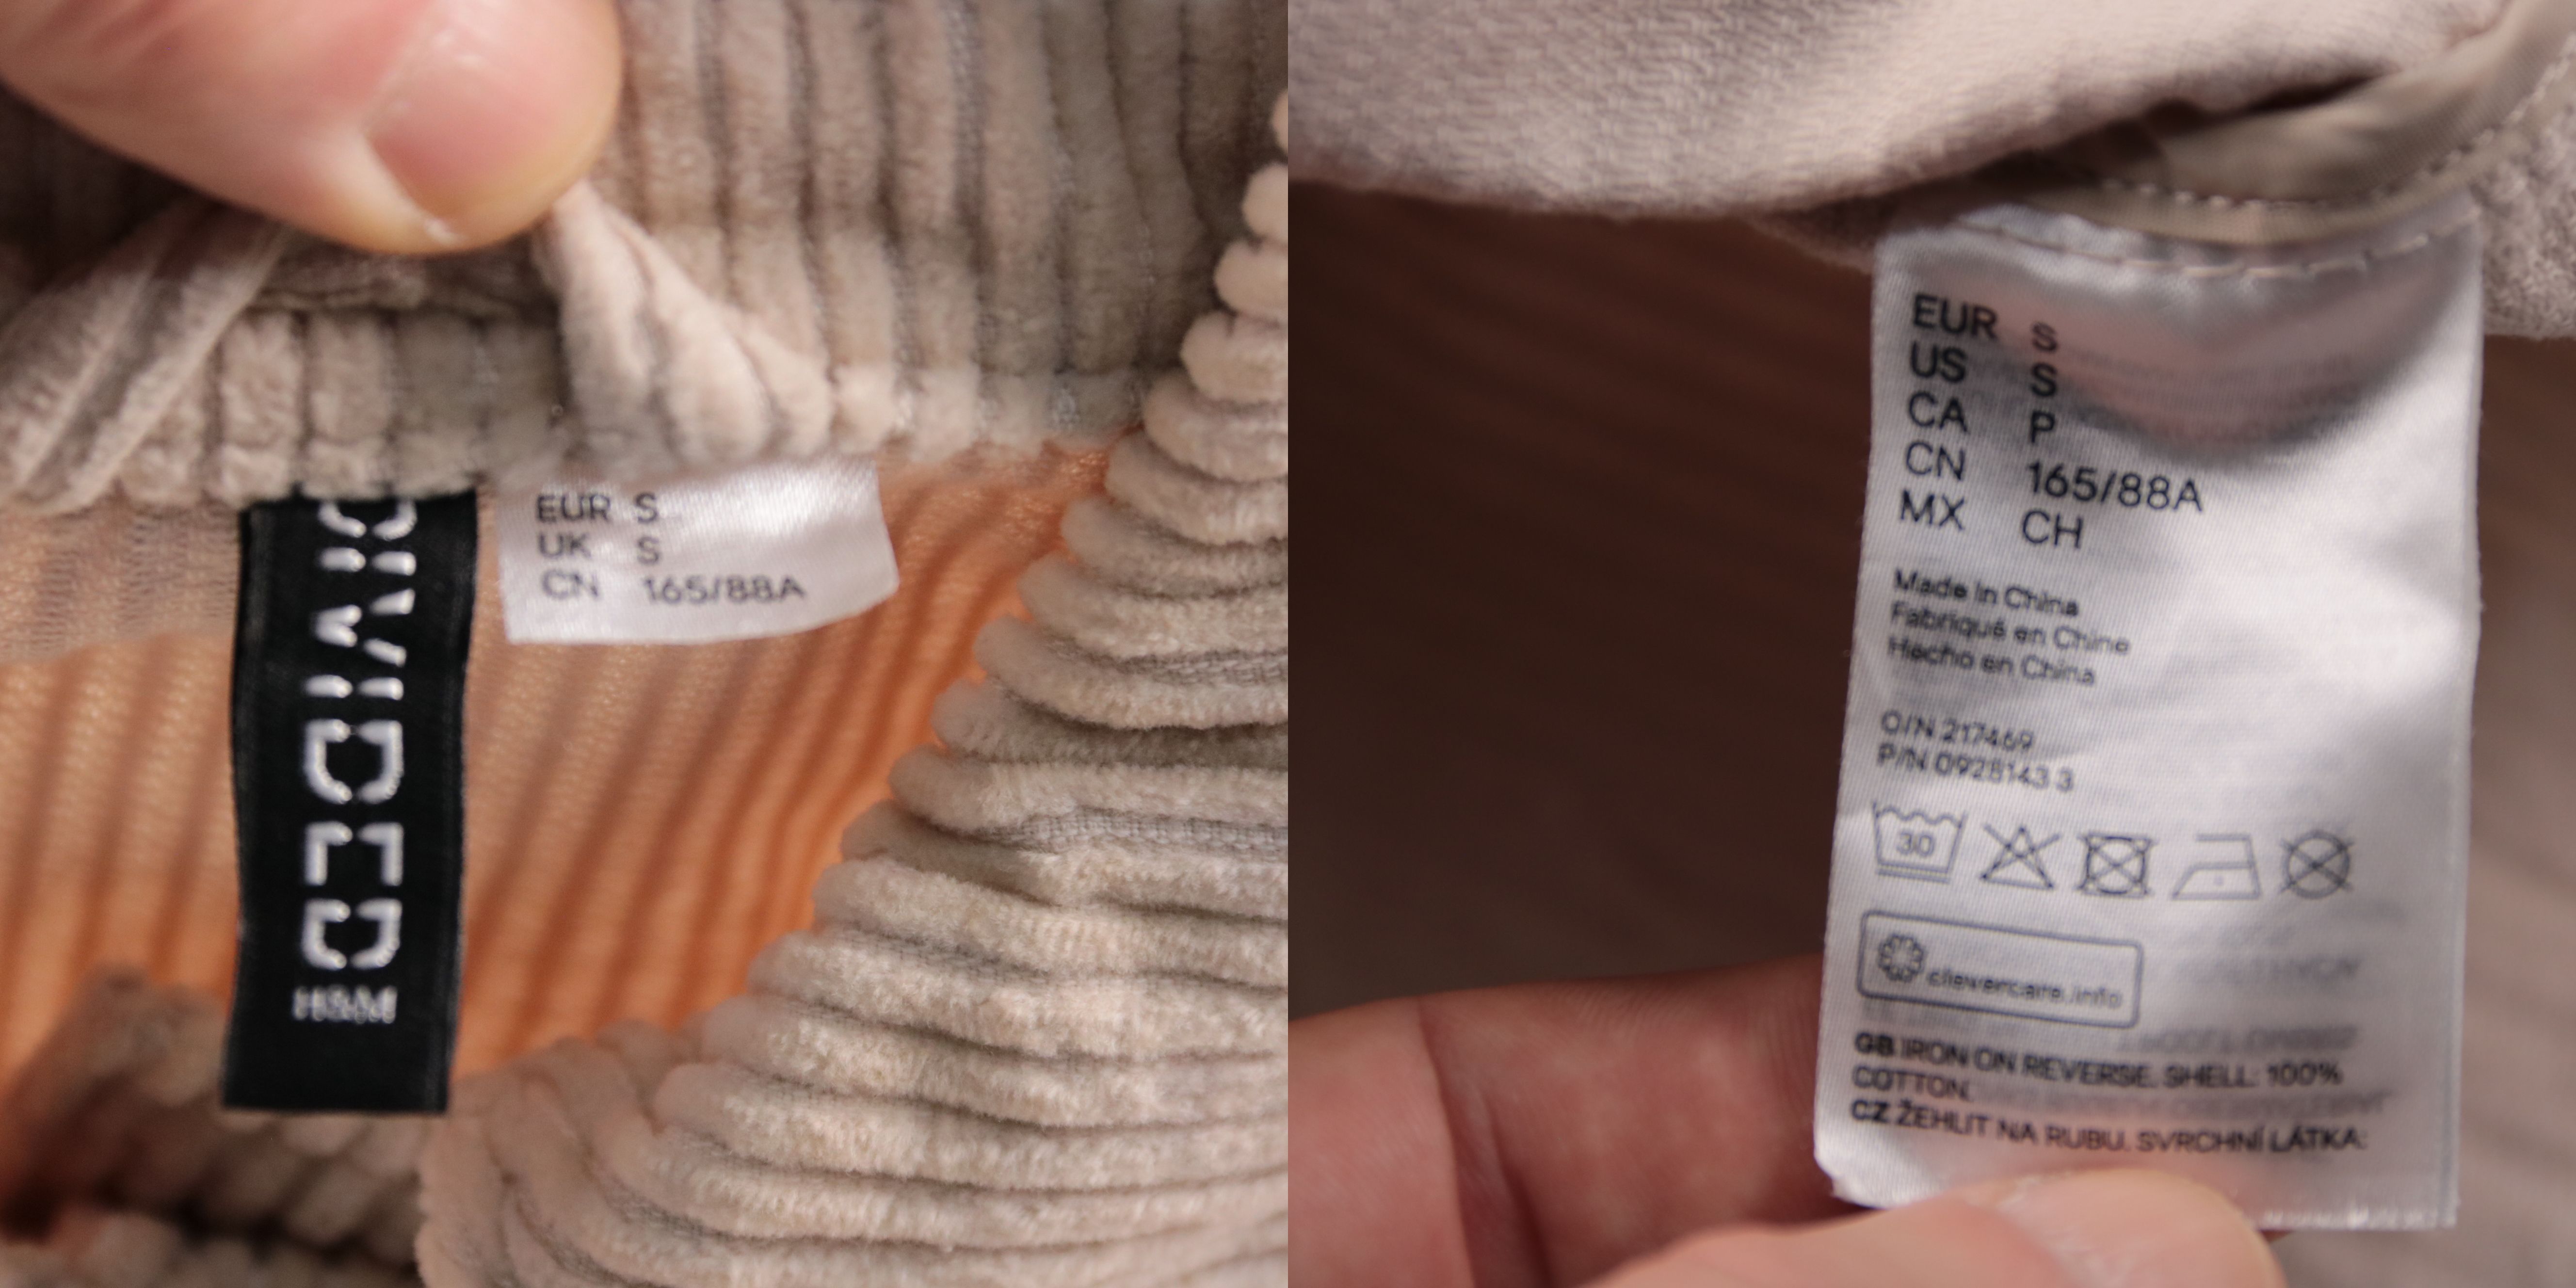 DIVIDED
H&M
EUR S
UK S
CN 165/88A
EUR S
US S
CA P
CN 165/88A
MX CH
Made in China
Fabriqué en Chine
Hecho en China
O/N 217469
P/N 0928143 3
30
clevercare.info
GB IRON ON REVERSE. SHELL: 100%
COTTON.
CZ ŽEHLIT NA RUBU. SVRCHNÍ LÁTKA: